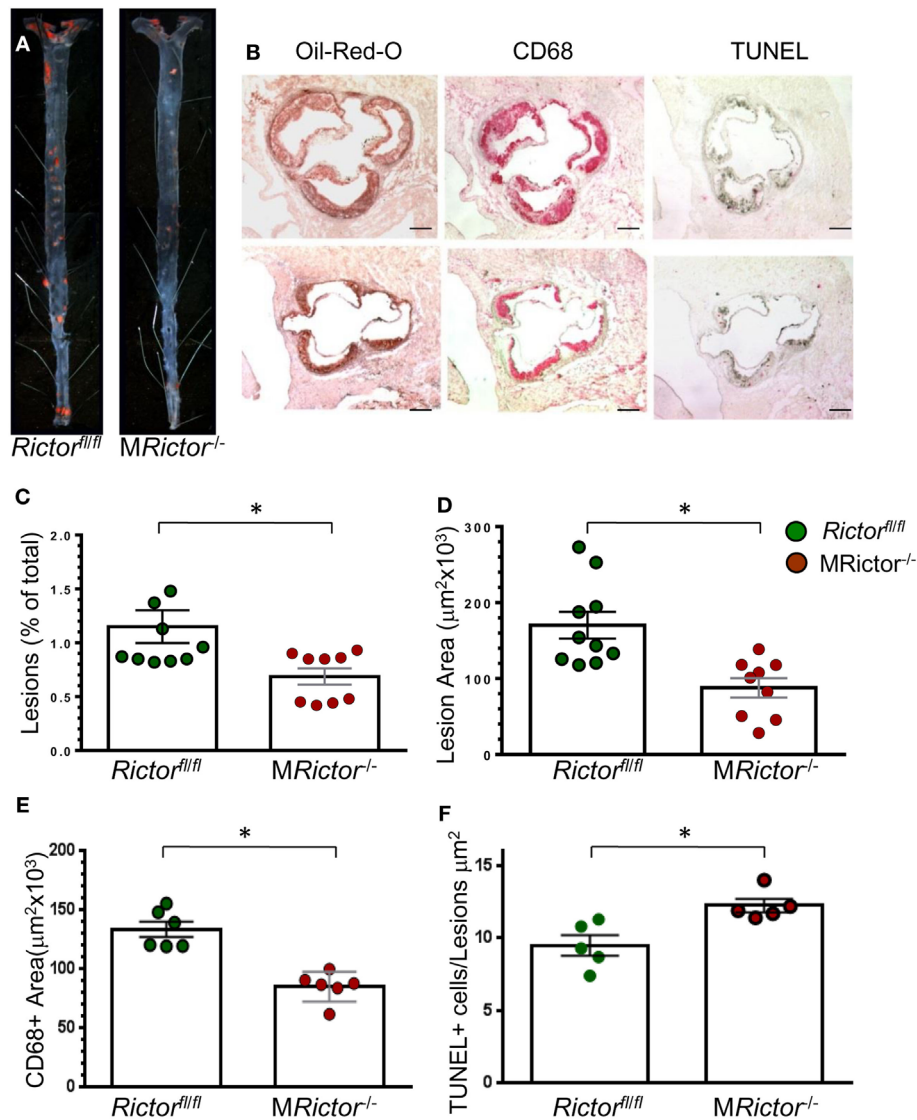 A
B
Oil-Red-O
CD68
TUNEL
Rictorfl/fl
MRictor-/-
C
Lesions (% of total)
2.0
1.5
1.0
0.5
0.0
*
Rictorfl/fl
MRictor-/-
D
Lesion Area (μm²x10³)
300
200
100
0
*
Rictorfl/fl
MRictor-/-
Rictorfl/fl
MRictor-/-
E
CD68+ Area(μm²x10³)
200
150
100
50
0
*
Rictorfl/fl
MRictor-/-
F
TUNEL+ cells/Lesions μm²
15
10
5
0
*
Rictorfl/fl
MRictor-/-